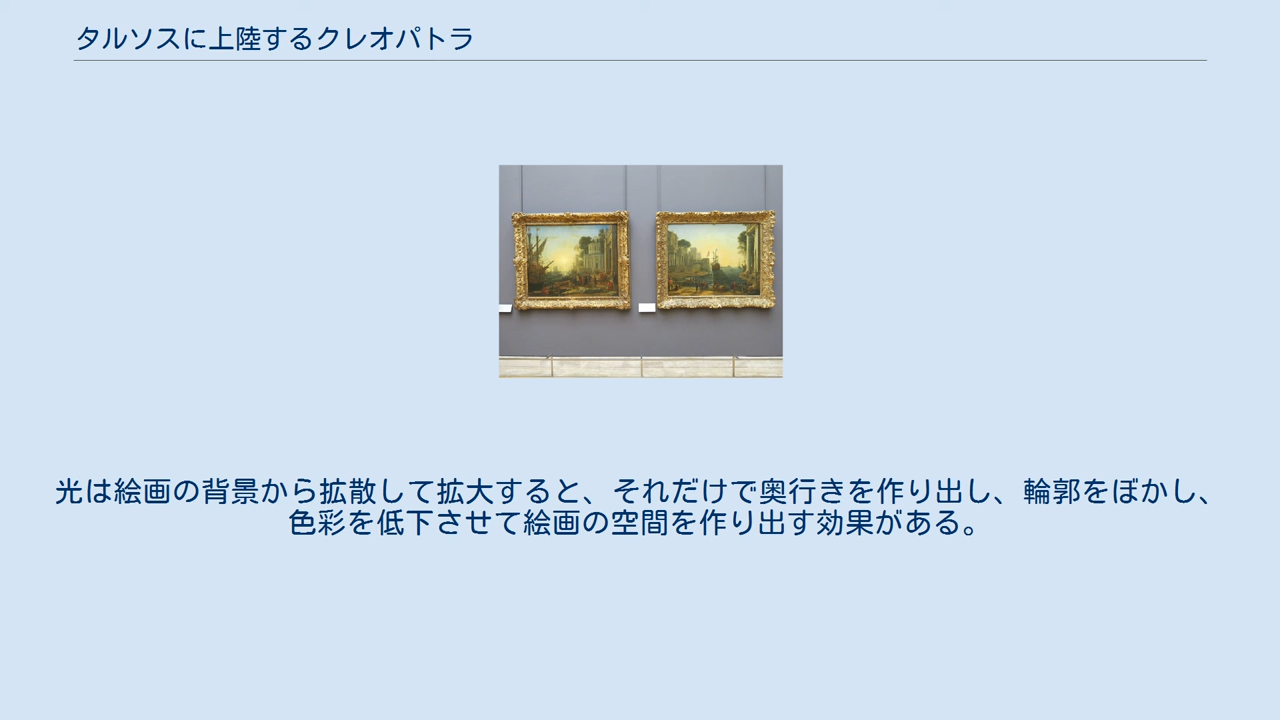 タルソスに上陸するクレオパトラ
光は絵画の背景から拡散して拡大すると、それだけで奥行きを作り出し、輪郭をぼかし、
色彩を低下させて絵画の空間を作り出す効果がある。